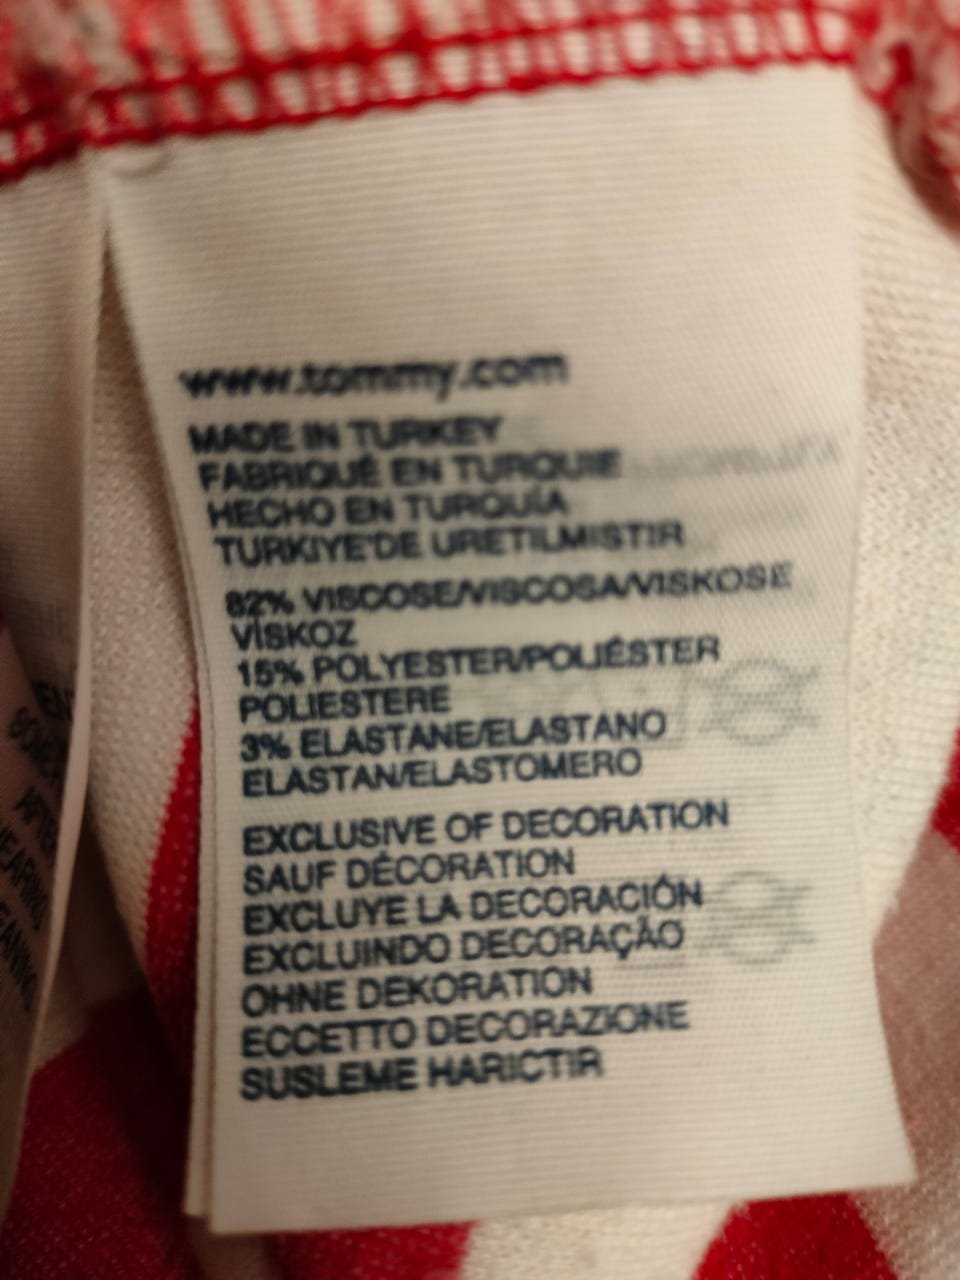 www.tommy.com
MADE IN TURKEY
FABRIQUÉ EN TURQUIE
HECHO EN TURQUÍA
TURKIYE'DE URETILMISTIR
82% VISCOSE/VISCOSA/VISKOSE
VİSKOZ
15% POLYESTER/POLIÉSTER
POLIESTERE
3% ELASTANE/ELASTANO
ELASTAN/ELASTOMERO
EXCLUSIVE OF DECORATION
SAUF DÉCORATION
EXCLUYE LA DECORACIÓN
EXCLUINDO DECORAÇÃO
OHNE DEKORATION
ECCETTO DECORAZIONE
SUSLEME HARICTIR